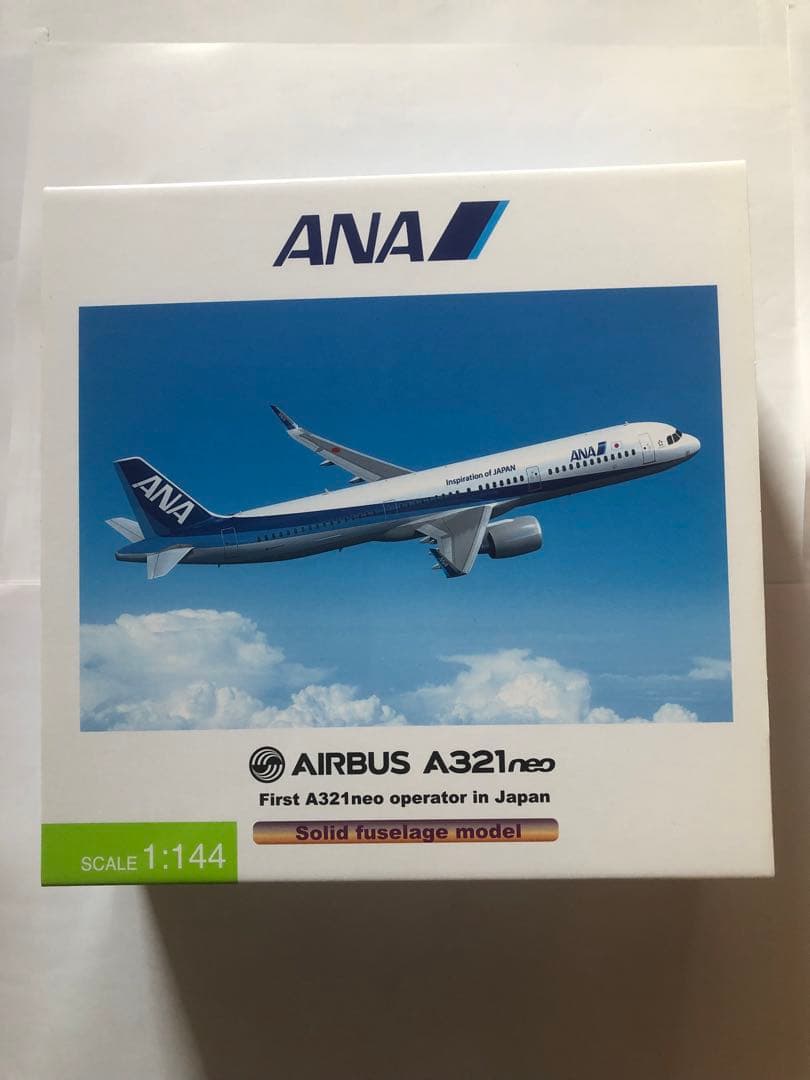 ANA
ANA
Inspiration of JAPAN
ANA
AIRBUS A321neo
First A321neo operator in Japan
Solid fuselage model
SCALE 1:144